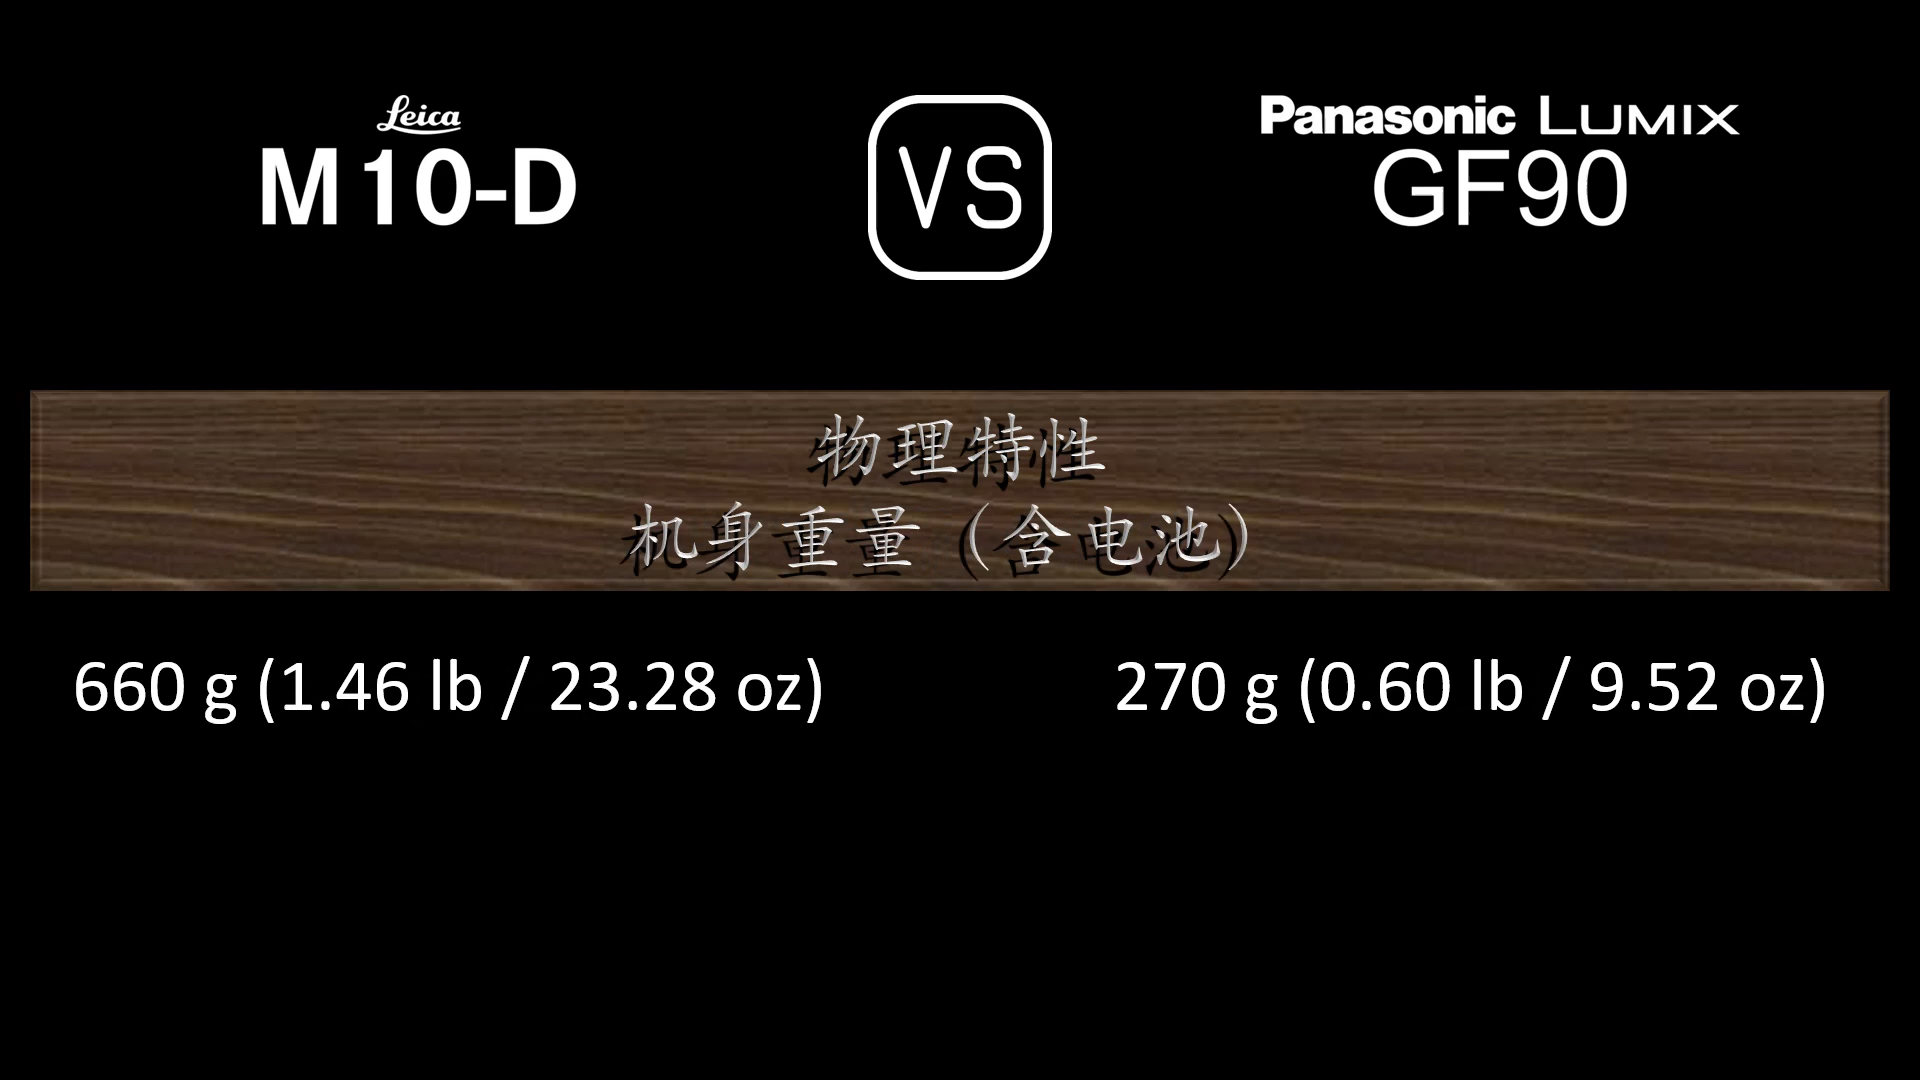 Leica
M10-D
VS
Panasonic LUMIX
GF90
物理特性
机身重量（含电池）
660 g (1.46 lb / 23.28 oz)
270 g (0.60 lb / 9.52 oz)